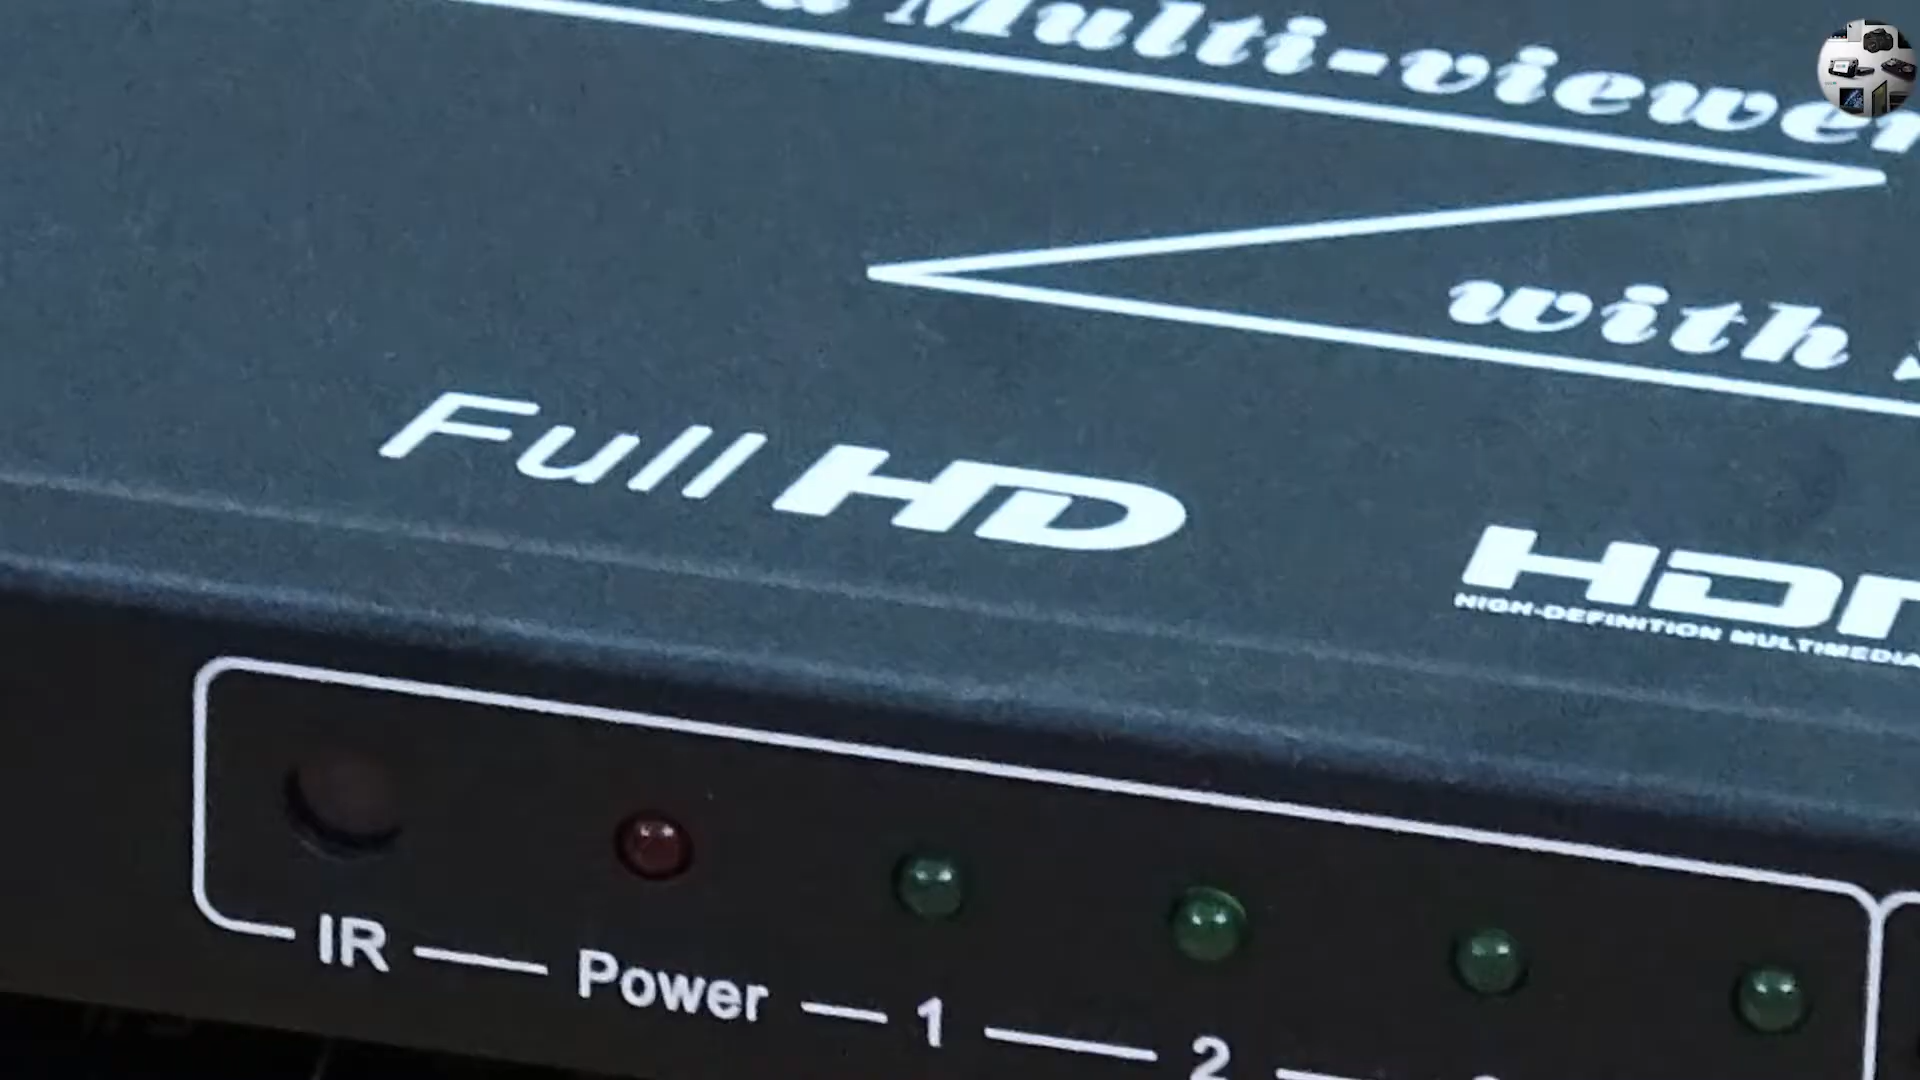 Multi-viewer
with
Full HD
HDMI
HIGH-DEFINITION MULTIMEDIA
IR — Power — 1 — 2